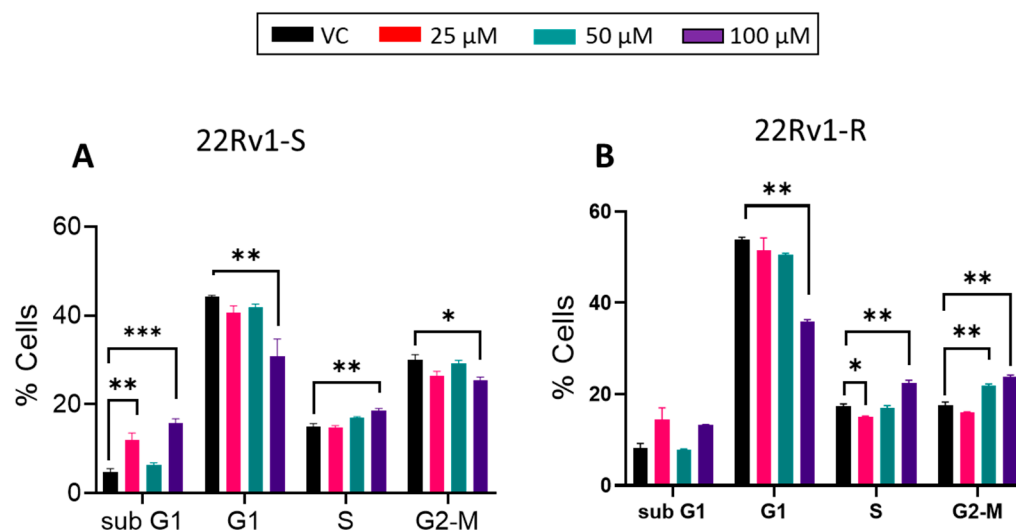 VC 25 μM 50 μM 100 μM
A 22Rv1-S
% Cells
60
40
20
0
*** ** ** ** *
sub G1 G1 S G2-M
B 22Rv1-R
% Cells
60
40
20
0
** * ** ** **
sub G1 G1 S G2-M